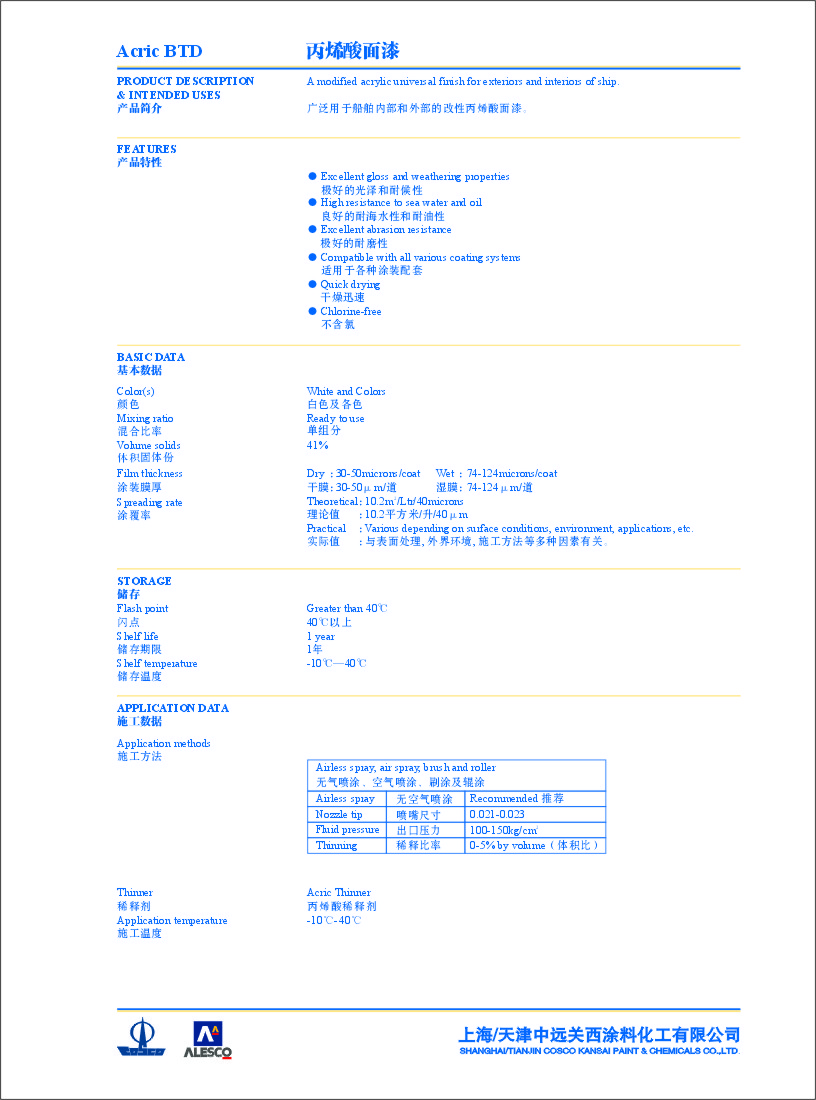 Acric BTD 丙烯酸面漆
PRODUCT DESCRIPTION A modified acrylic universal finish for exteriors and interiors of ship.
& INTENDED USES
产品简介 广泛用于船舶内部和外部的改性丙烯酸面漆。
FEATURES
产品特性
● Excellent gloss and weathering properties
极好的光泽和耐候性
● High resistance to sea water and oil
良好的耐海水性和耐油性
● Excellent abrasion resistance
极好的耐磨性
● Compatible with all various coating systems
适用于各种涂装配套
● Quick drying
干燥迅速
● Chlorine-free
不含氯
BASIC DATA
基本数据
Color(s) White and Colors
颜色 白色及各色
Mixing ratio Ready to use
混合比率 单组分
Volume solids 41%
体积固体份
Film thickness Dry : 30-50microns/coat Wet : 74-124microns/coat
涂装膜厚 干膜: 30-50μm/道 湿膜: 74-124μm/道
Spreading rate Theoretical: 10.2m²/Ltr/40microns
涂覆率 理论值 : 10.2平方米/升/40μm
Practical : Various depending on surface conditions, environment, applications, etc.
实际值 : 与表面处理, 外界环境, 施工方法等多种因素有关。
STORAGE
储存
Flash point Greater than 40℃
闪点 40℃以上
Shelf life 1 year
储存期限 1年
Shelf temperature -10℃—40℃
储存温度
APPLICATION DATA
施工数据
Application methods
施工方法
Airless spray, air spray, brush and roller
无气喷涂．空气喷涂．刷涂及辊涂
Airless spray 无空气喷涂 Recommended 推荐
Nozzle tip 喷嘴尺寸 0.021-0.023
Fluid pressure 出口压力 100-150kg/cm²
Thinning 稀释比率 0-5% by volume（体积比）
Thinner Acric Thinner
稀释剂 丙烯酸稀释剂
Application temperature -10℃-40℃
施工温度
COSCO ALESCO 上海/天津中远关西涂料化工有限公司
SHANGHAI/TIANJIN COSCO KANSAI PAINT & CHEMICALS CO.,LTD.